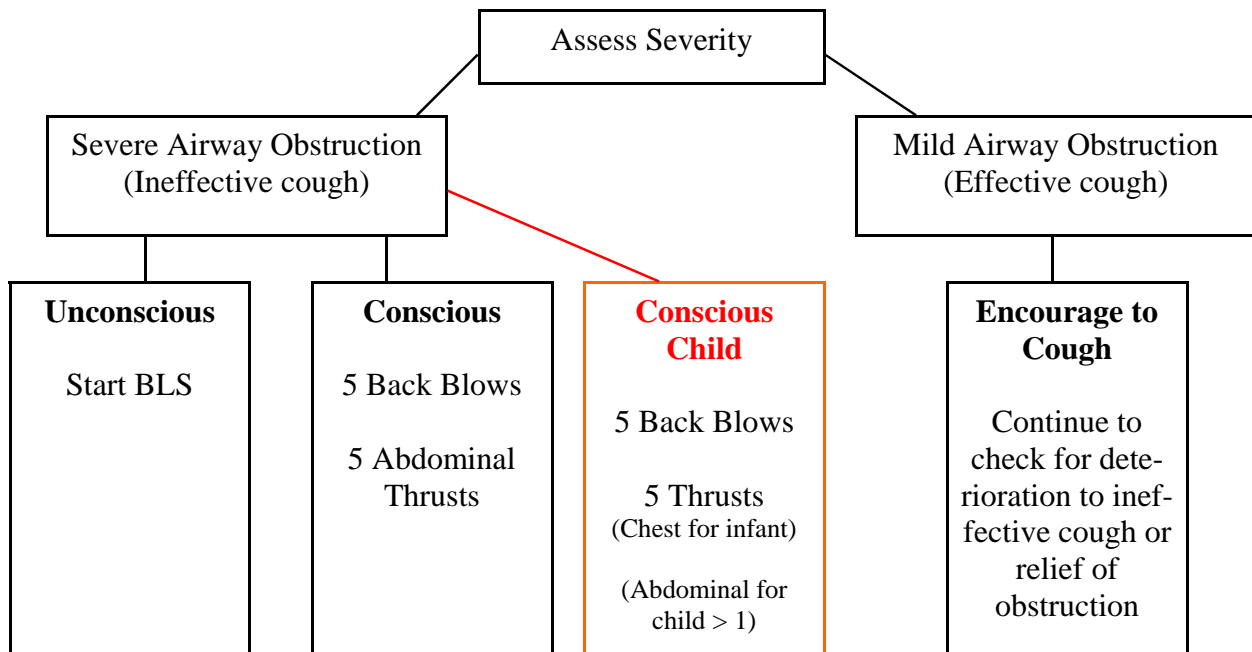 Assess Severity
Severe Airway Obstruction
(Ineffective cough)
Mild Airway Obstruction
(Effective cough)
Unconscious
Start BLS
Conscious
5 Back Blows
5 Abdominal
Thrusts
Conscious
Child
5 Back Blows
5 Thrusts
(Chest for infant)
(Abdominal for
child > 1)
Encourage to
Cough
Continue to
check for dete-
rioration to inef-
fective cough or
relief of
obstruction